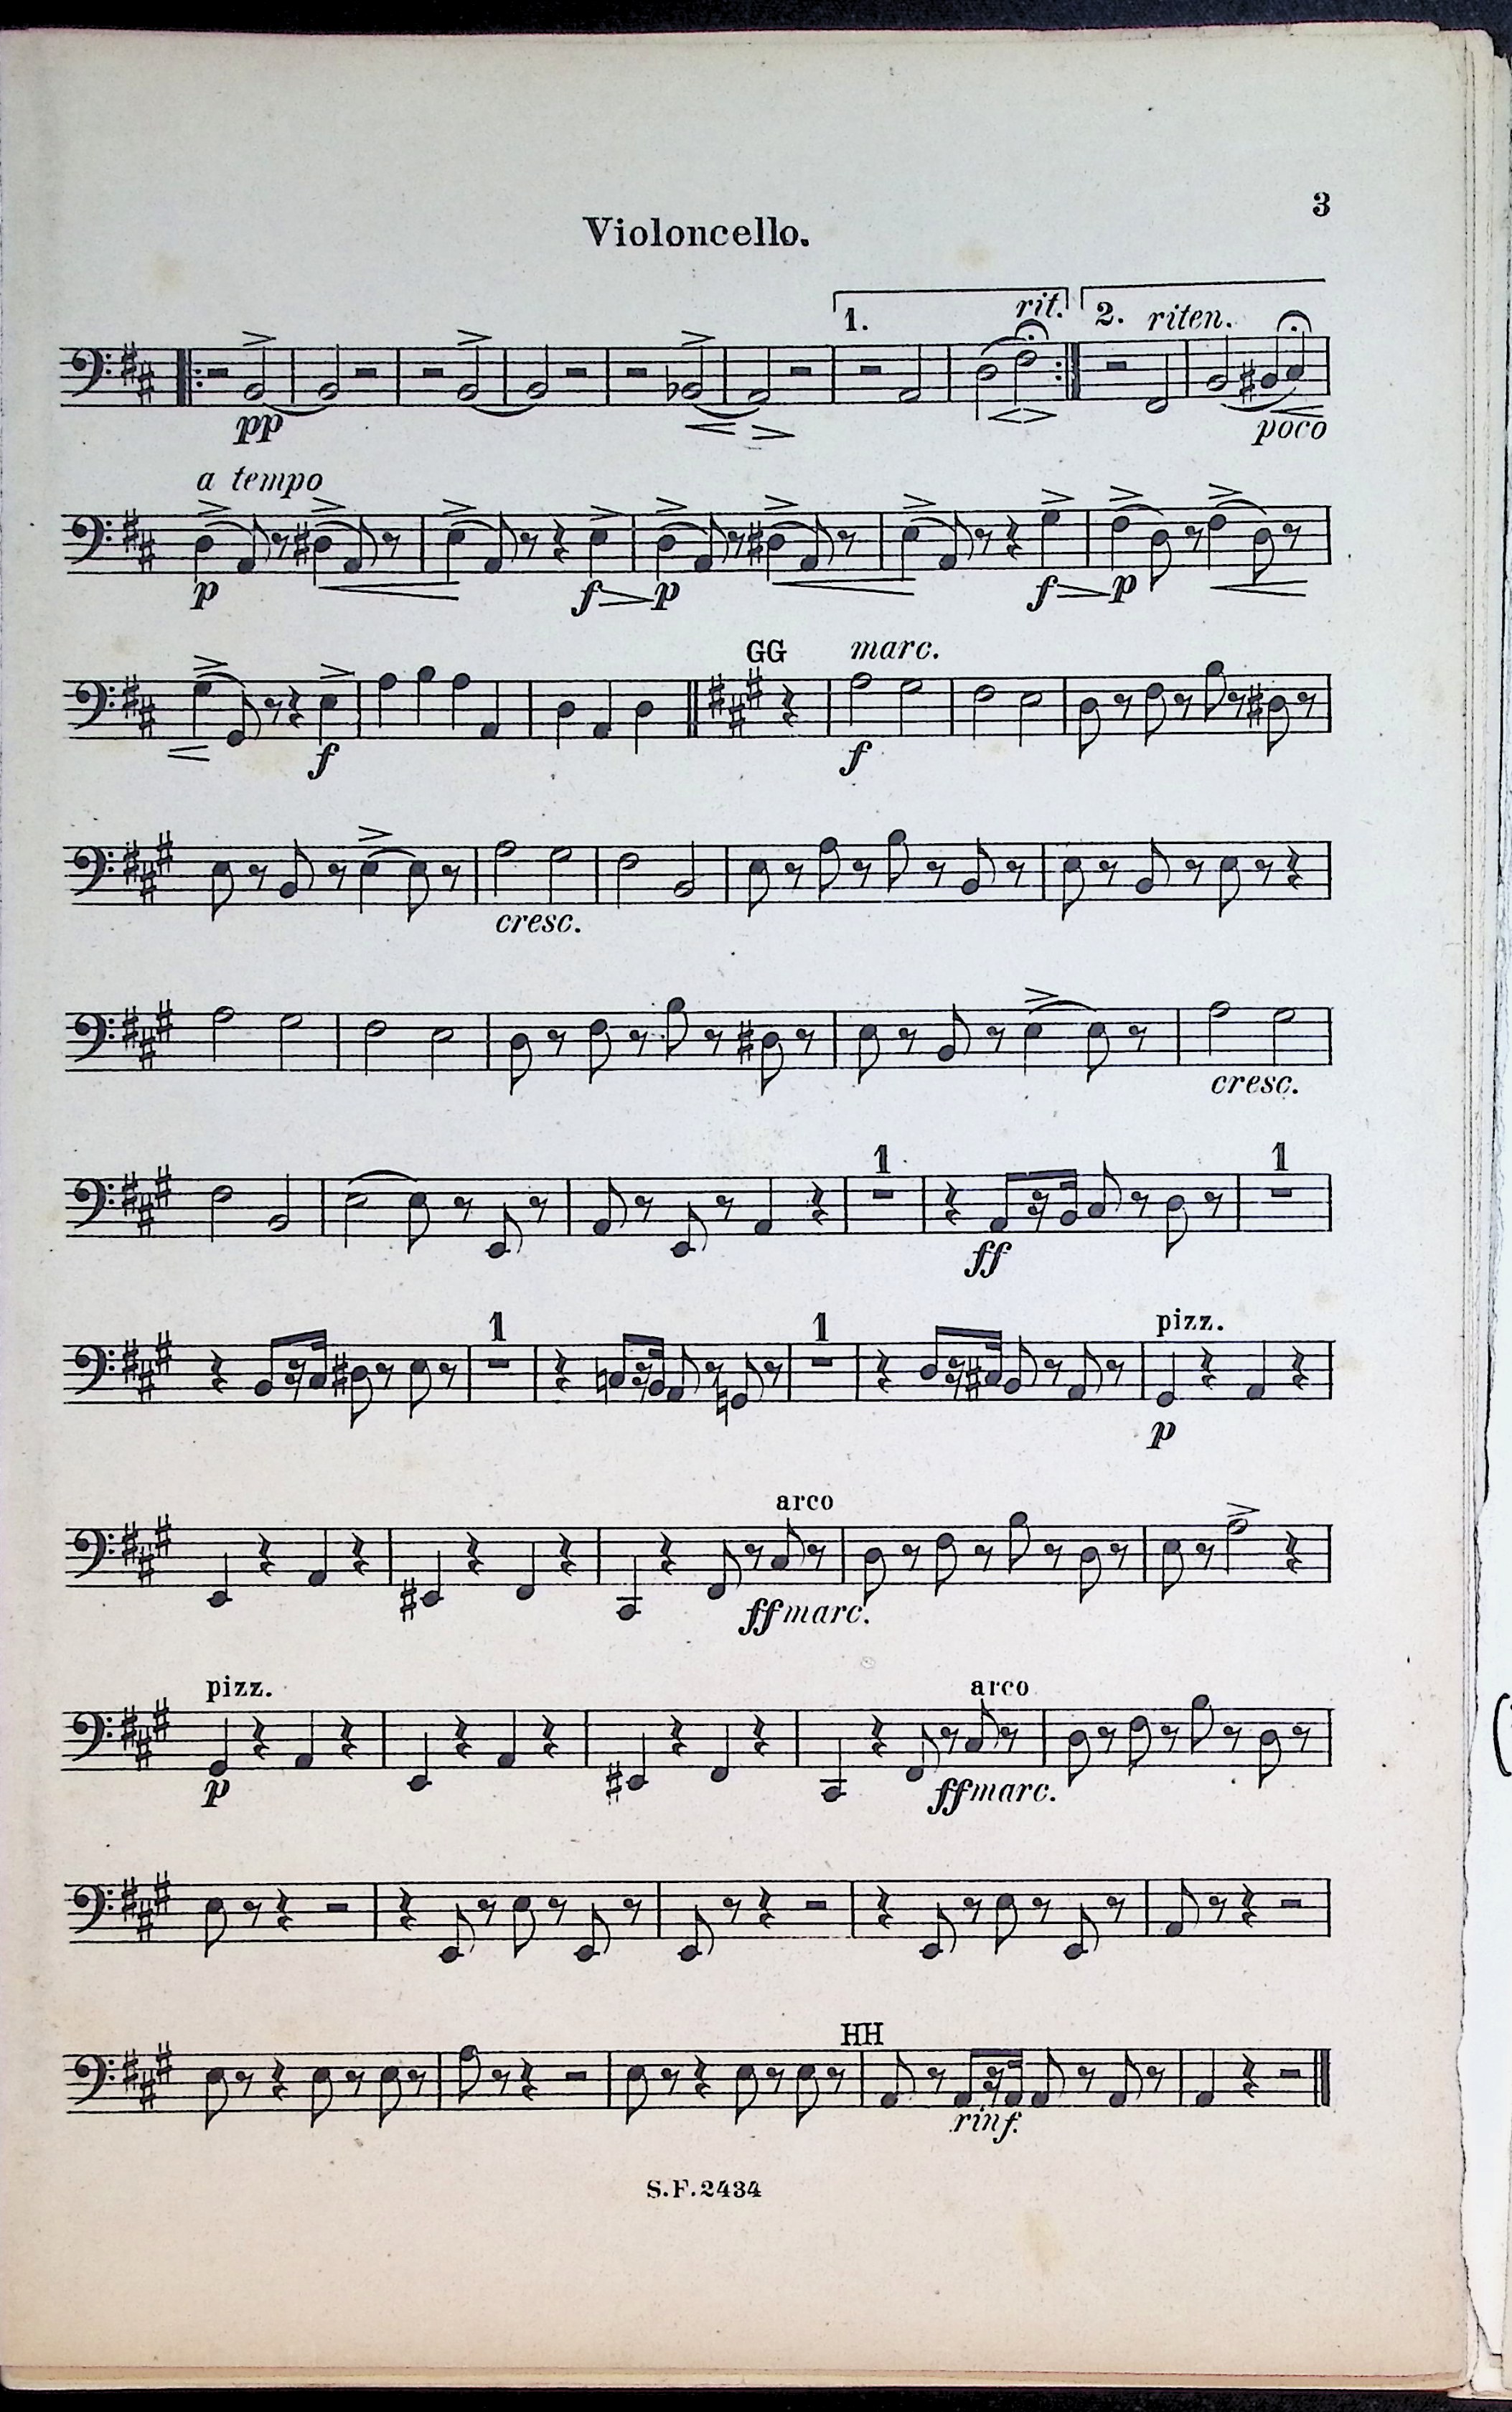 3
Violoncello.
1. rit. 2. riten.
pp poco
a tempo
p f p f p
GG marc.
f f
cresc.
cresc.
1 1
ff
1 1 pizz.
p
arco
ff marc.
pizz. arco
p ff marc.
HH
rinf.
S.F.2434